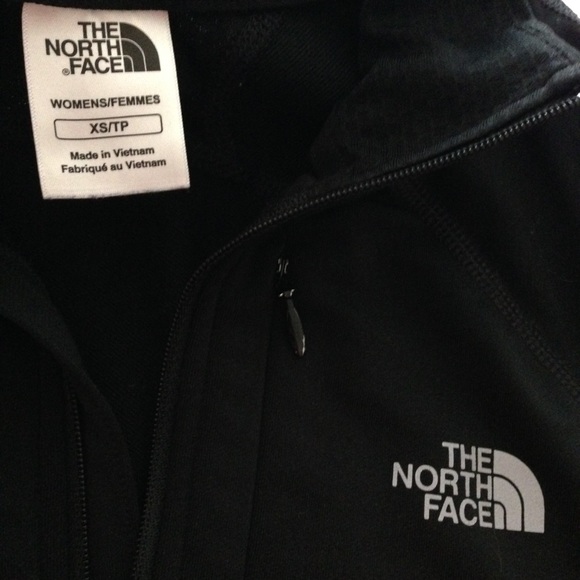 THE
NORTH
FACE
®
WOMENS/FEMMES
XS/TP
Made in Vietnam
Fabriqué au Vietnam
THE
NORTH
FACE